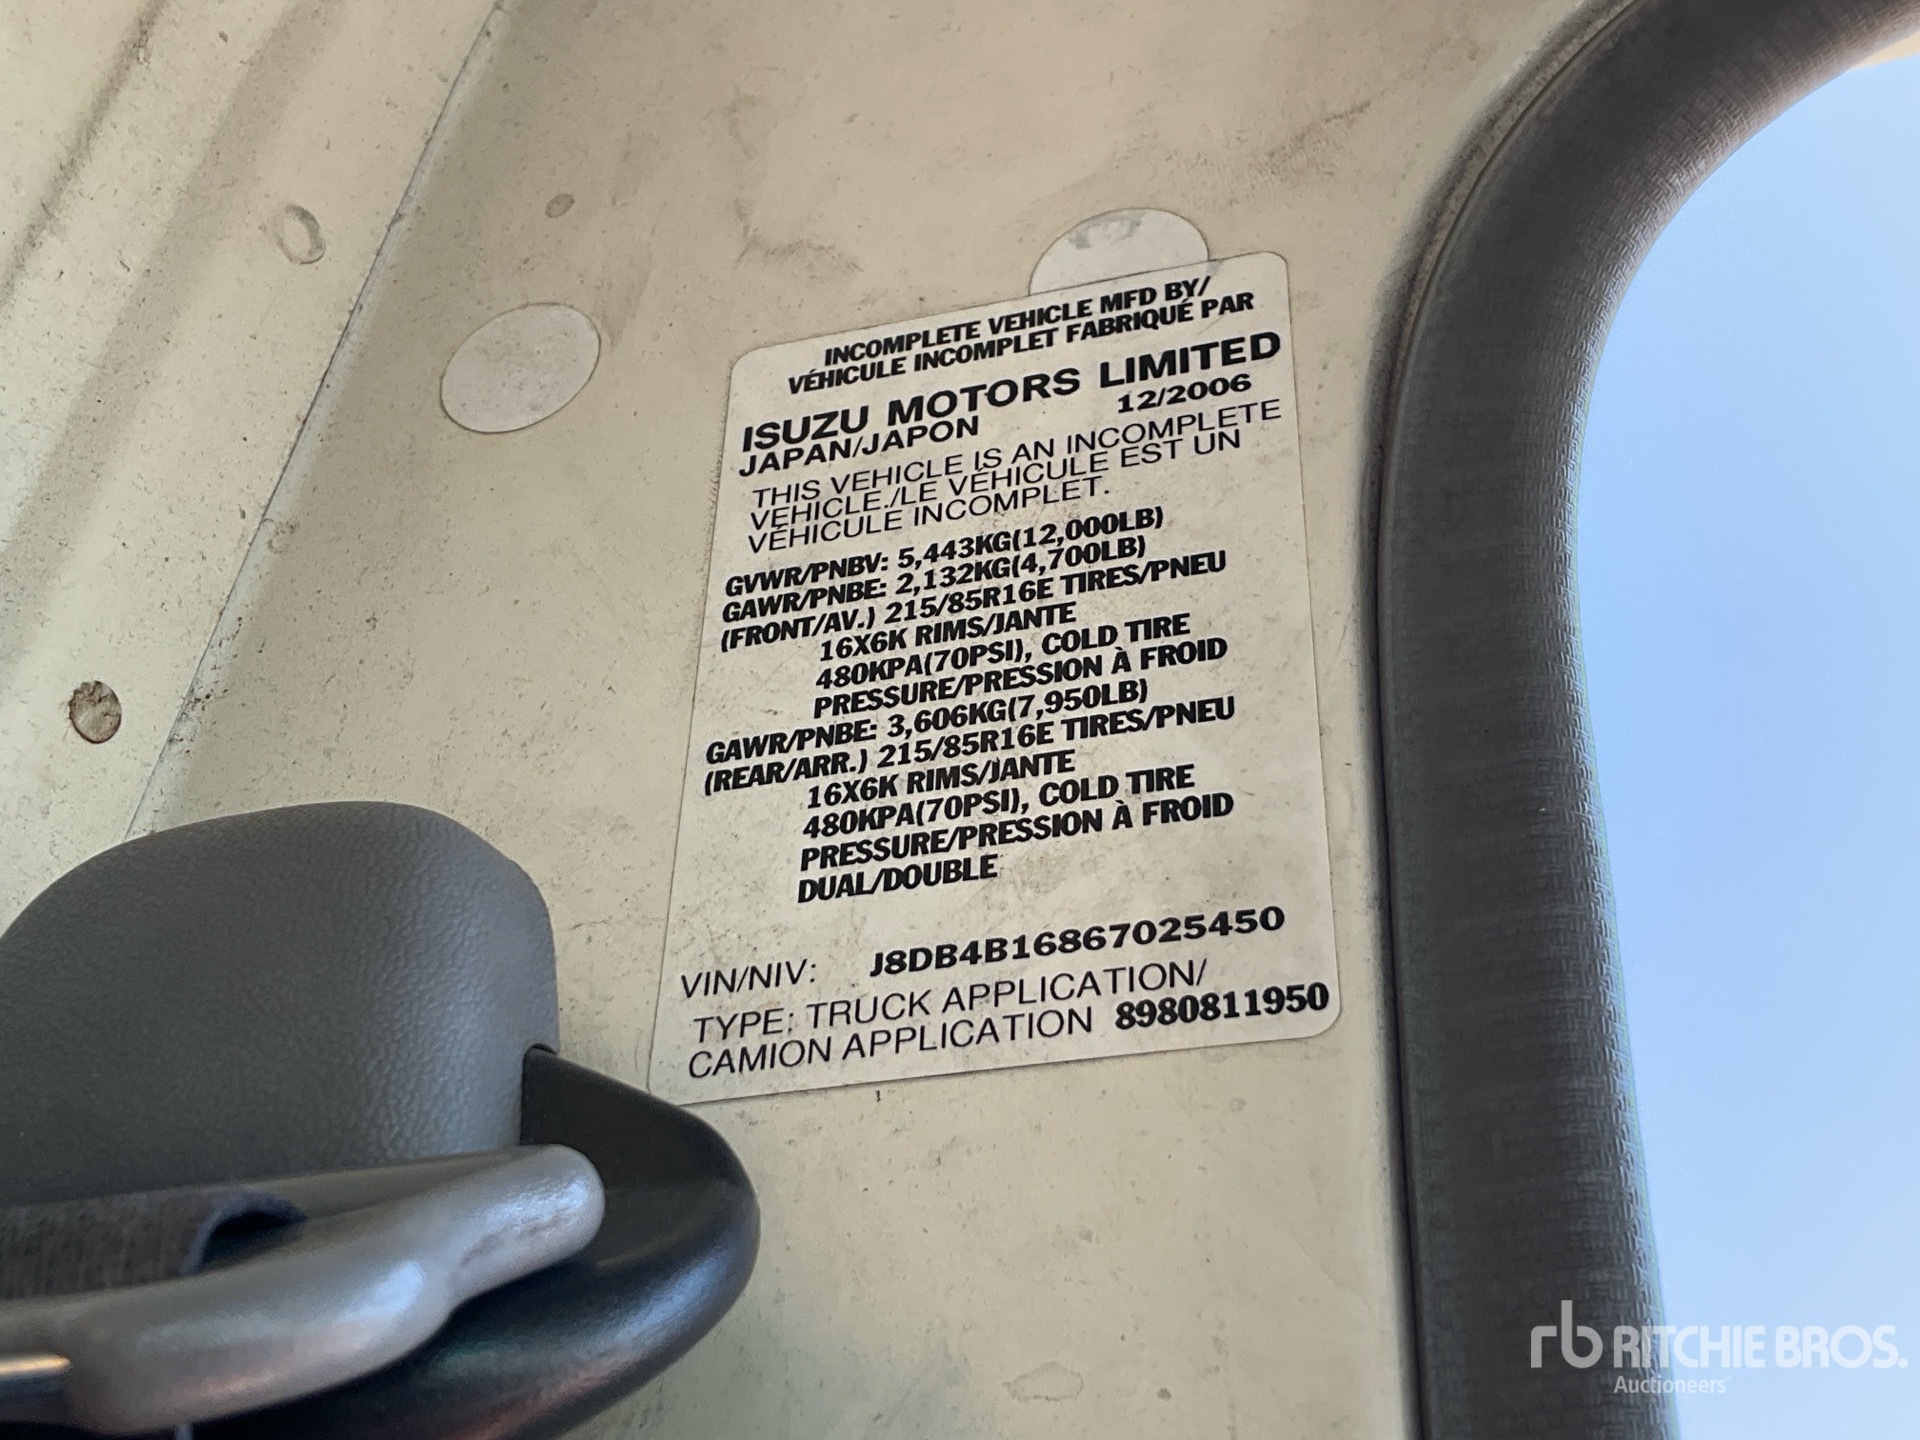 INCOMPLETE VEHICLE MFD BY/
VÉHICULE INCOMPLET FABRIQUÉ PAR
ISUZU MOTORS LIMITED
JAPAN/JAPON 12/2006
THIS VEHICLE IS AN INCOMPLETE
VEHICLE./LE VÉHICULE EST UN
VÉHICULE INCOMPLET.
GVWR/PNBV: 5,443KG(12,000LB)
GAWR/PNBE: 2,132KG(4,700LB)
(FRONT/AV.) 215/85R16E TIRES/PNEU
16X6K RIMS/JANTE
480KPA(70PSI), COLD TIRE
PRESSURE/PRESSION À FROID
GAWR/PNBE: 3,606KG(7,950LB)
(REAR/ARR.) 215/85R16E TIRES/PNEU
16X6K RIMS/JANTE
480KPA(70PSI), COLD TIRE
PRESSURE/PRESSION À FROID
DUAL/DOUBLE
VIN/NIV: J8DB4B16867025450
TYPE: TRUCK APPLICATION/
CAMION APPLICATION 8980811950
rb RITCHIE BROS.
Auctioneers